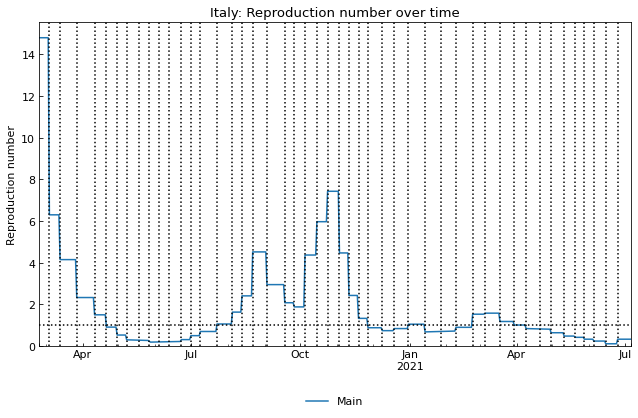 Italy: Reproduction number over time
Reproduction number
14
12
10
8
6
4
2
0
Apr
Jul
Oct
Jan
2021
Apr
Jul
Main